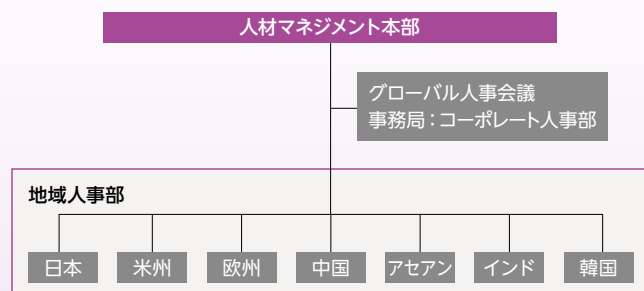 人材マネジメント本部
グローバル人事会議
事務局：コーポレート人事部
地域人事部
日本
米州
欧州
中国
アセアン
インド
韓国